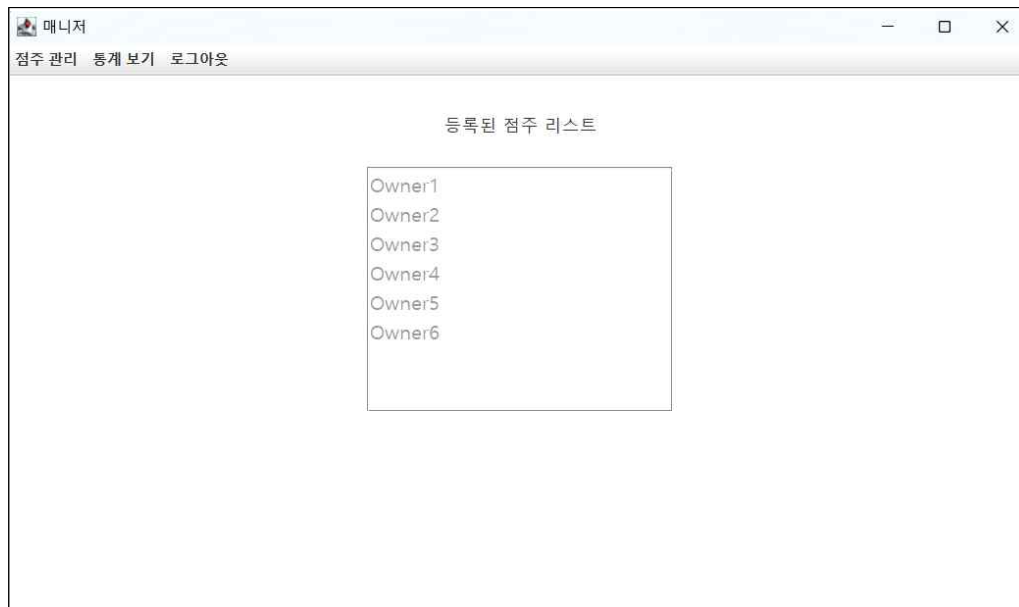 매니저
점주 관리 통계 보기 로그아웃
등록된 점주 리스트
Owner1
Owner2
Owner3
Owner4
Owner5
Owner6